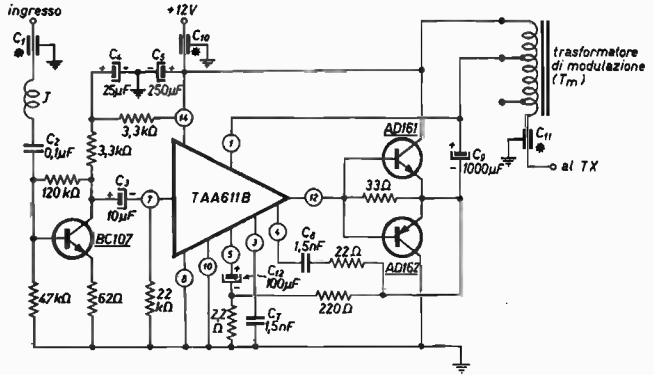 ingresso
+12V
C1
*
C4
C5
25µF
250µF
C10
*
trasformatore
di modulazione
(Tm)
J
3,3kΩ
14
1
3,3kΩ
C2
0,1µF
AD161
C11
*
120kΩ
C3
10µF
7
TAA611B
12
33Ω
C9
1000µF
al TX
BC107
4
C8
1,5nF
22Ω
AD162
8
10
5
3
C12
100µF
47kΩ
62Ω
22
kΩ
2,2
Ω
C7
1,5nF
220Ω